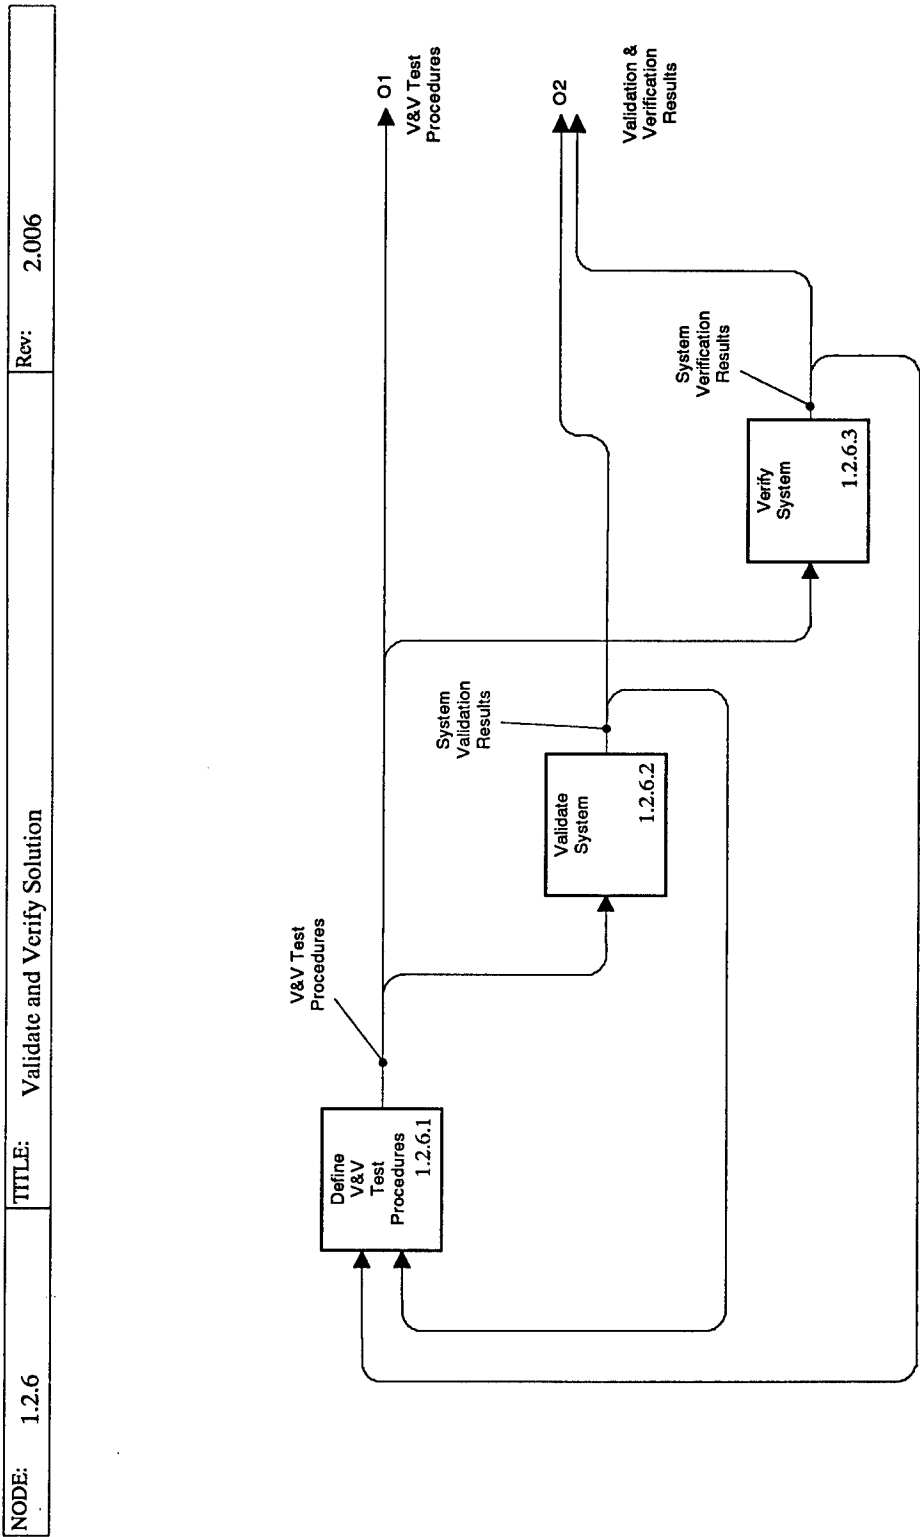 NODE: 1.2.6
TITLE: Validate and Verify Solution
Rev: 2.006
Define
V&V
Test
Procedures
1.2.6.1
V&V Test
Procedures
O1
V&V Test
Procedures
Validate
System
1.2.6.2
System
Validation
Results
O2
Validation &
Verification
Results
Verify
System
1.2.6.3
System
Verification
Results